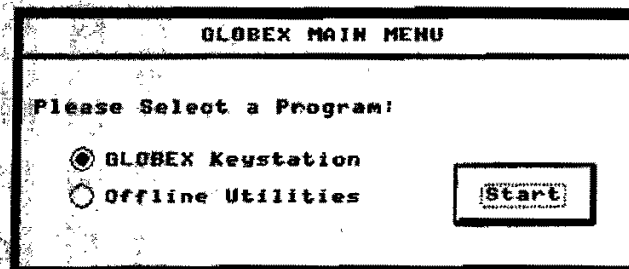 GLOBEX MAIN MENU
Please Select a Program:
GLOBEX Keystation
Offline Utilities
Start